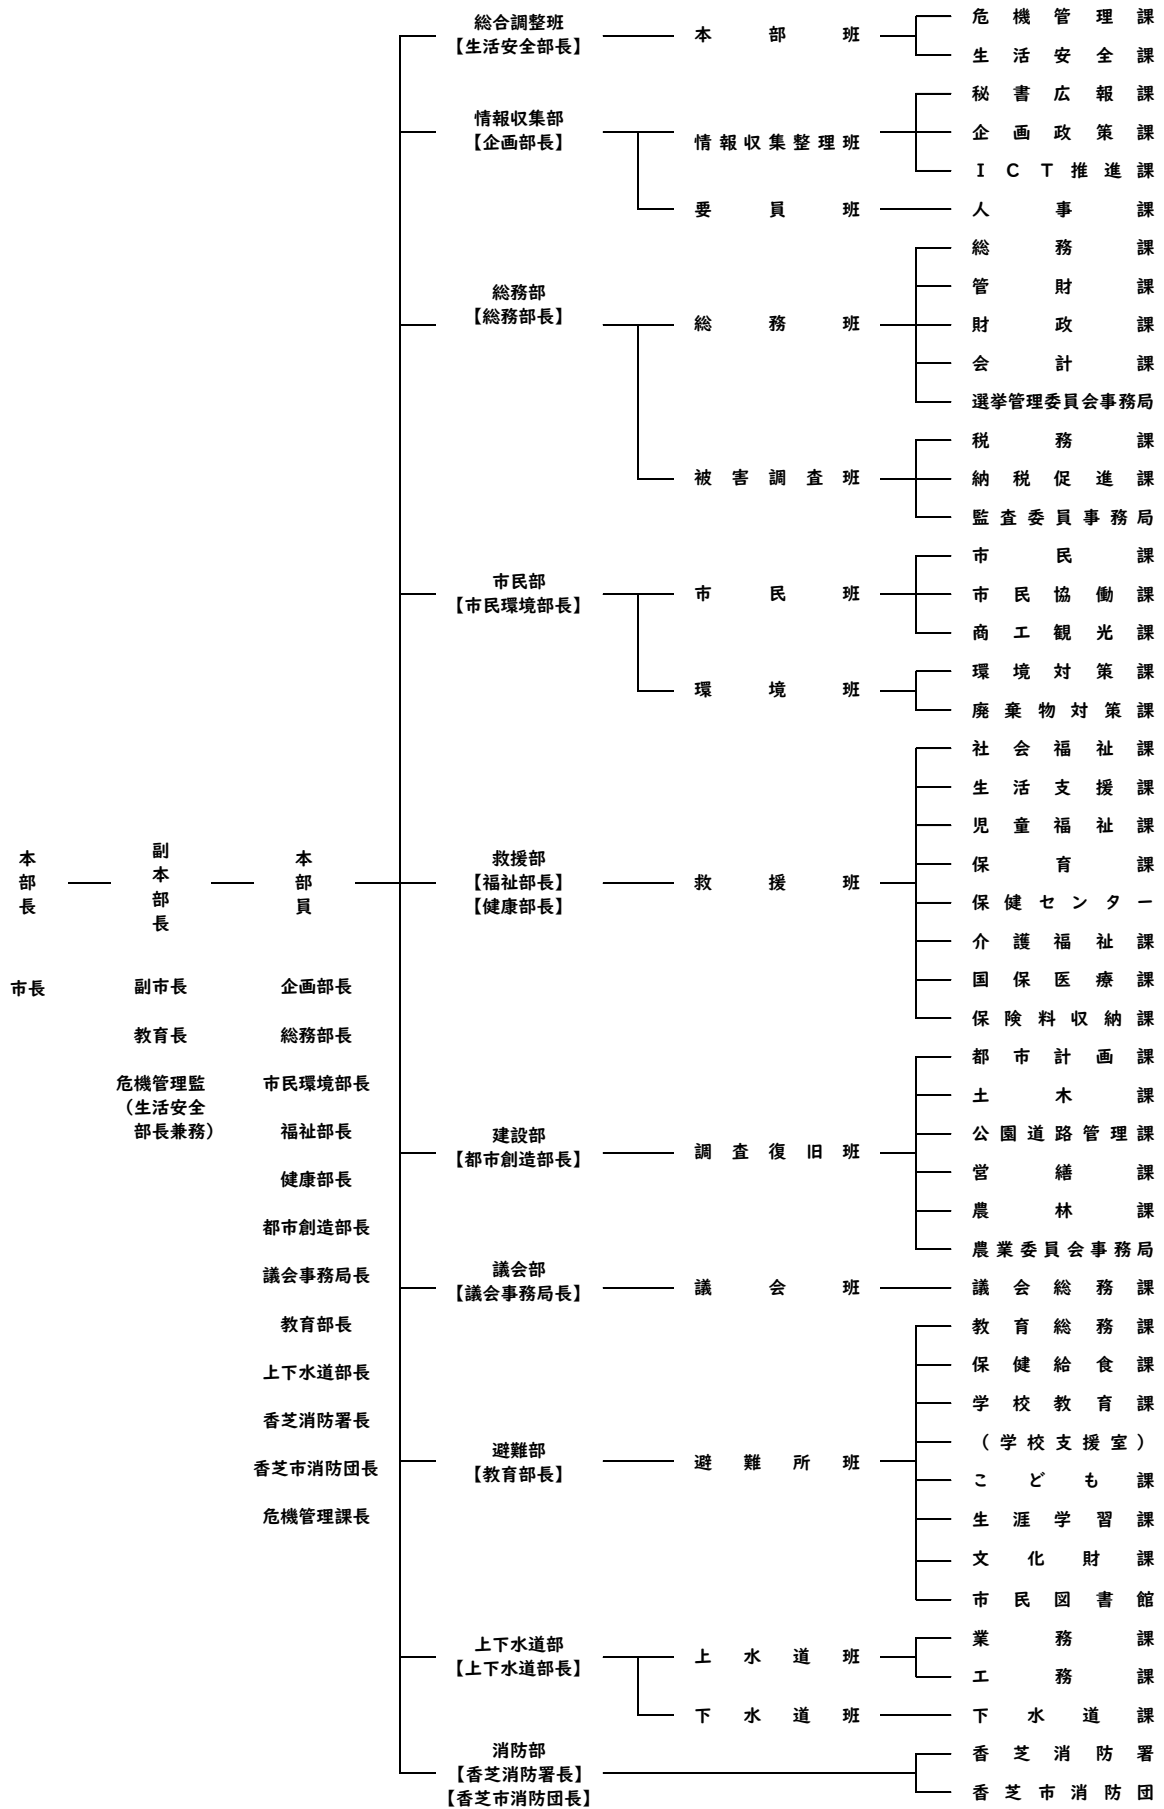 本部長
市長
副本部長
副市長
教育長
危機管理監
（生活安全
部長兼務）
本部員
企画部長
総務部長
市民環境部長
福祉部長
健康部長
都市創造部長
議会事務局長
教育部長
上下水道部長
香芝消防署長
香芝市消防団長
危機管理課長
総合調整班
【生活安全部長】
本部班
危機管理課
生活安全課
情報収集部
【企画部長】
情報収集整理班
秘書広報課
企画政策課
ＩＣＴ推進課
要員班
人事課
総務部
【総務部長】
総務班
総務課
管財課
財政課
会計課
選挙管理委員会事務局
被害調査班
税務課
納税促進課
監査委員事務局
市民部
【市民環境部長】
市民班
市民課
市民協働課
商工観光課
環境班
環境対策課
廃棄物対策課
救援部
【福祉部長】
【健康部長】
救援班
社会福祉課
生活支援課
児童福祉課
保育課
保健センター
介護福祉課
国保医療課
保険料収納課
建設部
【都市創造部長】
調査復旧班
都市計画課
土木課
公園道路管理課
営繕課
農林課
農業委員会事務局
議会部
【議会事務局長】
議会班
議会総務課
避難部
【教育部長】
避難所班
教育総務課
保健給食課
学校教育課
（学校支援室）
こども課
生涯学習課
文化財課
市民図書館
上下水道部
【上下水道部長】
上水道班
業務課
工務課
下水道班
下水道課
消防部
【香芝消防署長】
【香芝市消防団長】
香芝消防署
香芝市消防団